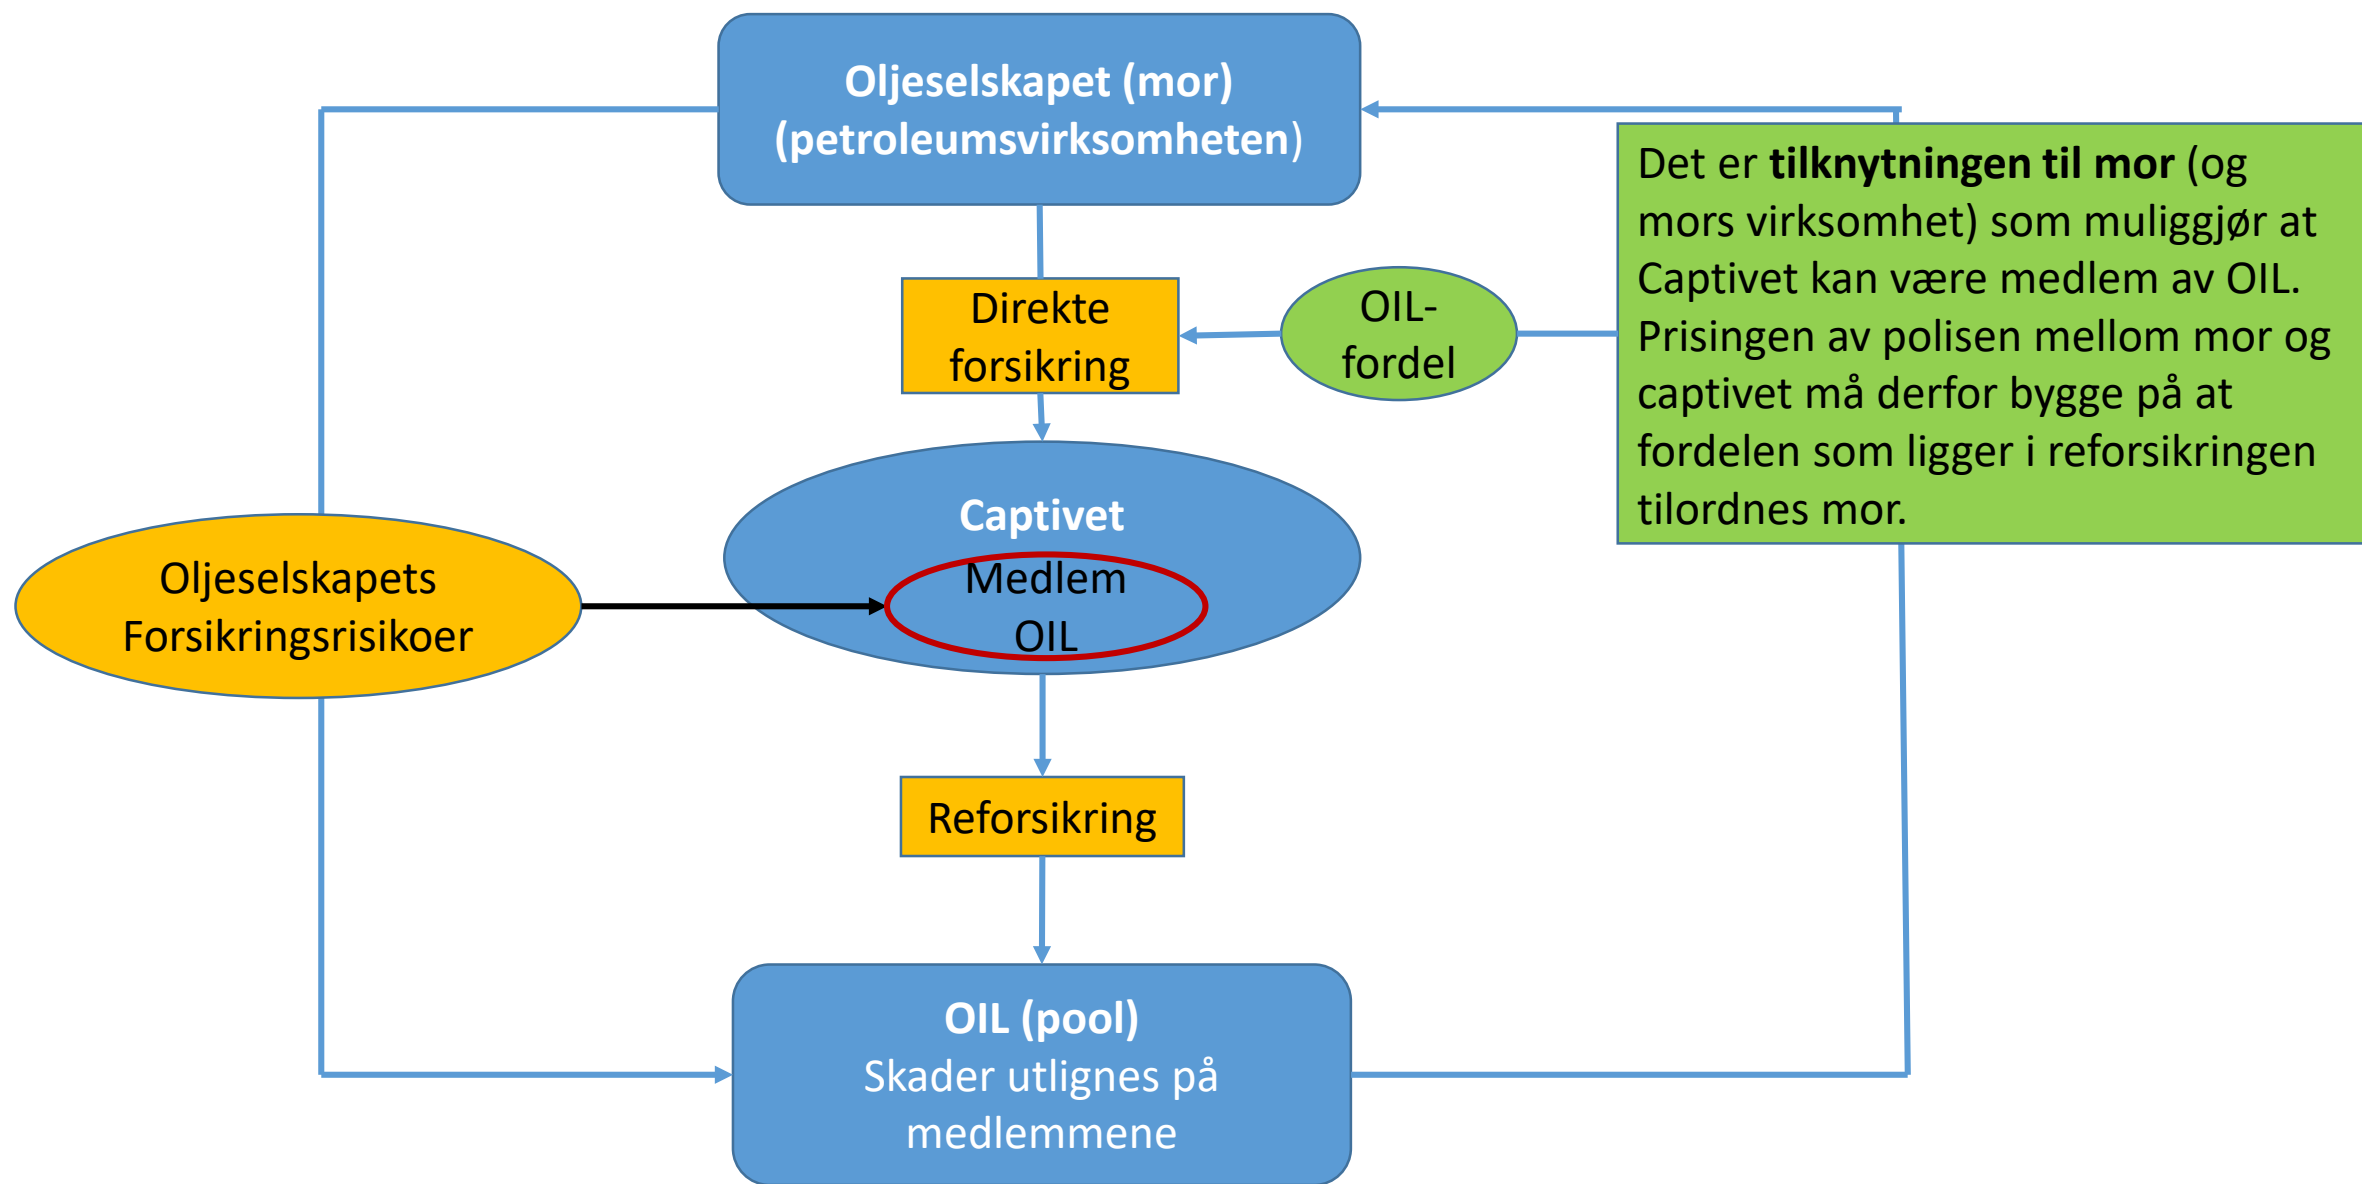 Oljeselskapet (mor)
(petroleumsvirksomheten)
Det er tilknytningen til mor (og
mors virksomhet) som muliggjør at
Captivet kan være medlem av OIL.
Prisingen av polisen mellom mor og
captivet må derfor bygge på at
fordelen som ligger i reforsikringen
tilordnes mor.
Direkte
forsikring
OIL-
fordel
Captivet
Medlem
OIL
Oljeselskapets
Forsikringsrisikoer
Reforsikring
OIL (pool)
Skader utlignes på
medlemmene